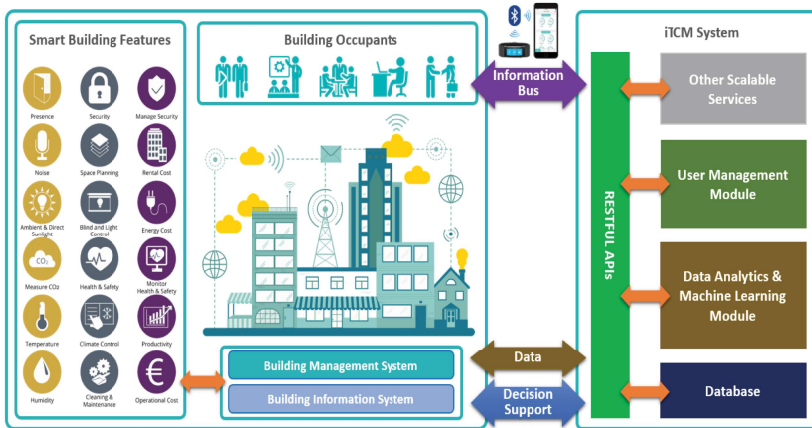 Smart Building Features
Presence
Security
Manage Security
Noise
Space Planning
Rental Cost
Ambient & Direct
Sunlight
Blind and Light
Control
Energy Cost
CO₂
Measure CO2
Health & Safety
Monitor
Health & Safety
Temperature
Climate Control
Productivity
Humidity
Cleaning &
Maintenance
€
Operational Cost
Building Occupants
Building Management System
Building Information System
Information
Bus
Data
Decision
Support
iTCM System
RESTFUL APIs
Other Scalable
Services
User Management
Module
Data Analytics &
Machine Learning
Module
Database